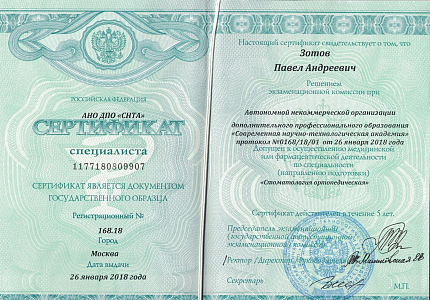 РОССИЙСКАЯ ФЕДЕРАЦИЯ
АНО ДПО «СНТА»
СЕРТИФИКАТ
специалиста
1177180809907
СЕРТИФИКАТ ЯВЛЯЕТСЯ ДОКУМЕНТОМ
ГОСУДАРСТВЕННОГО ОБРАЗЦА
Регистрационный №
168.18
Город
Москва
Дата выдачи
26 января 2018 года
Настоящий сертификат свидетельствует о том, что
Зотов
Павел Андреевич
Решением
экзаменационной комиссии при
Автономной некоммерческой организации
дополнительного профессионального образования
«Современная научно-технологическая академия»
протокол №0168/18/01 от 26 января 2018 года
Допущен к осуществлению медицинской
или фармацевтической деятельности
по специальности
(направлению подготовки)
«Стоматология ортопедическая»
Сертификат действителен в течение 5 лет.
Председатель экзаменационной
(государственной аттестационной,
экзаменационной) комиссии
Ректор / Директор / Руководитель
Секретарь
М.П.